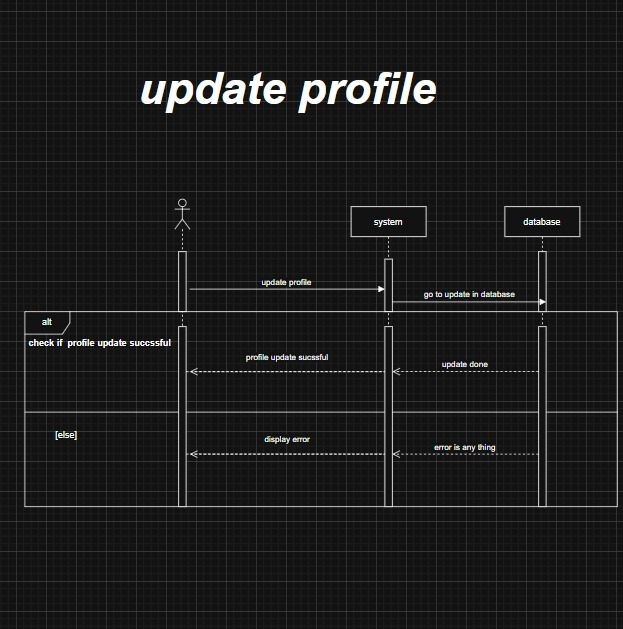 update profile
system
database
update profile
go to update in database
alt
check if  profile update succssful
profile update sucssful
update done
[else]
display error
error is any thing